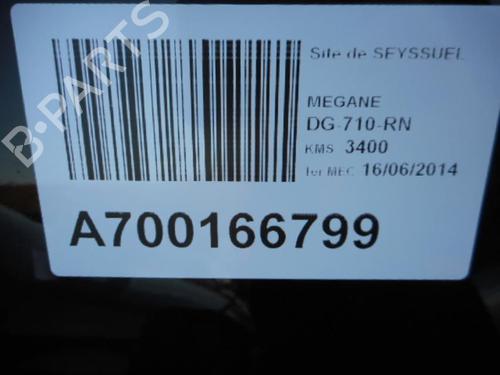 Site de SEYSSUEL
MEGANE
DG-710-RN
KMS 3400
1er MEC 16/06/2014
A700166799
B-PARTS